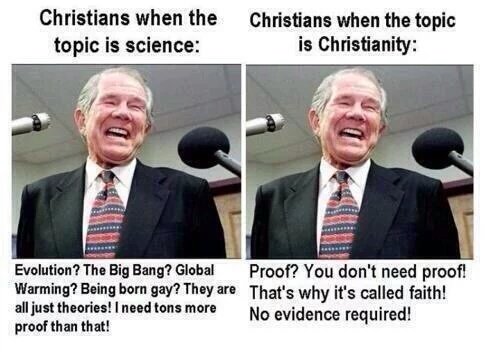 Christians when the
topic is science:
Evolution? The Big Bang? Global
Warming? Being born gay? They are
all just theories! I need tons more
proof than that!
Christians when the topic
is Christianity:
Proof? You don't need proof!
That's why it's called faith!
No evidence required!